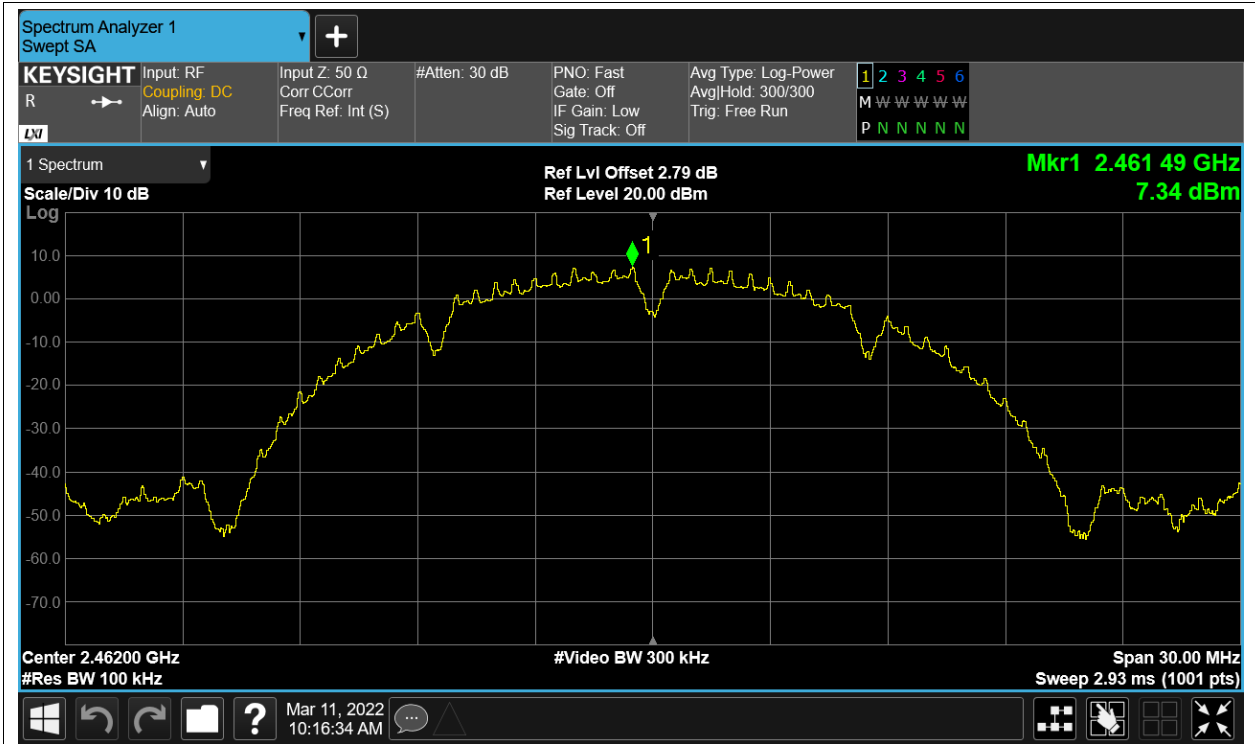 Spectrum Analyzer 1
Swept SA
KEYSIGHT
R
LXI
Input: RF
Coupling: DC
Align: Auto
Input Z: 50 Ω
Corr CCorr
Freq Ref: Int (S)
#Atten: 30 dB
PNO: Fast
Gate: Off
IF Gain: Low
Sig Track: Off
Avg Type: Log-Power
Avg|Hold: 300/300
Trig: Free Run
1 2 3 4 5 6
M W W W W W
P N N N N N
1 Spectrum
Scale/Div 10 dB
Ref Lvl Offset 2.79 dB
Ref Level 20.00 dBm
Mkr1 2.461 49 GHz
7.34 dBm
Log
1
10.0
0.00
-10.0
-20.0
-30.0
-40.0
-50.0
-60.0
-70.0
Center 2.46200 GHz
#Video BW 300 kHz
Span 30.00 MHz
#Res BW 100 kHz
Sweep 2.93 ms (1001 pts)
?
Mar 11, 2022
10:16:34 AM